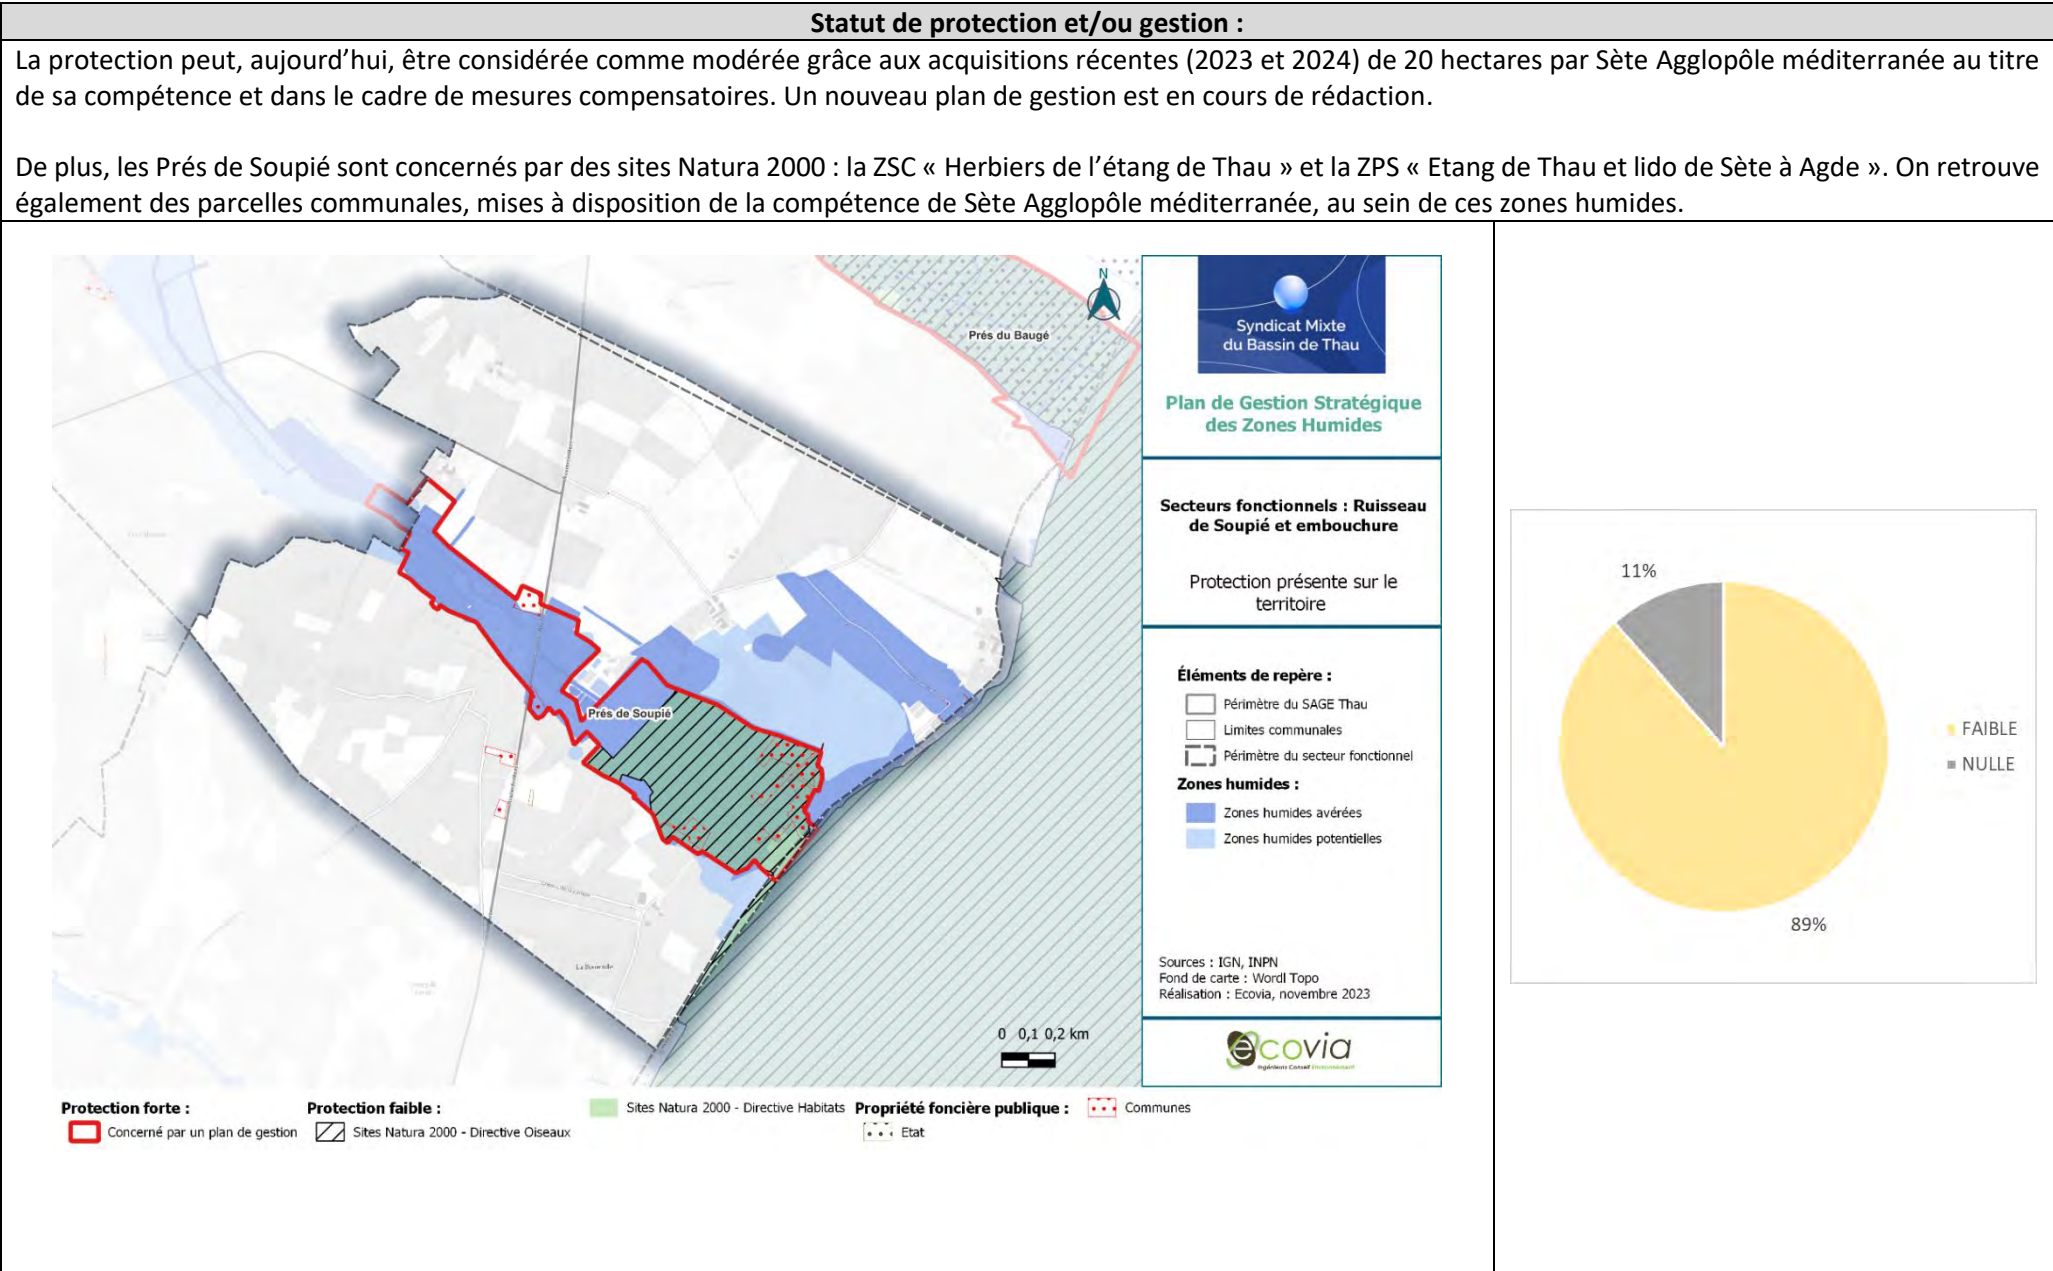 Statut de protection et/ou gestion :
La protection peut, aujourd’hui, être considérée comme modérée grâce aux acquisitions récentes (2023 et 2024) de 20 hectares par Sète Agglopôle méditerranée au titre
de sa compétence et dans le cadre de mesures compensatoires. Un nouveau plan de gestion est en cours de rédaction.
De plus, les Prés de Soupié sont concernés par des sites Natura 2000 : la ZSC « Herbiers de l’étang de Thau » et la ZPS « Etang de Thau et lido de Sète à Agde ». On retrouve
également des parcelles communales, mises à disposition de la compétence de Sète Agglopôle méditerranée, au sein de ces zones humides.
N
Prés du Baugé
Prés de Soupié
0 0,1 0,2 km
Syndicat Mixte
du Bassin de Thau
Plan de Gestion Stratégique
des Zones Humides
Secteurs fonctionnels : Ruisseau
de Soupié et embouchure
Protection présente sur le
territoire
Éléments de repère :
Périmètre du SAGE Thau
Limites communales
Périmètre du secteur fonctionnel
Zones humides :
Zones humides avérées
Zones humides potentielles
Sources : IGN, INPN
Fond de carte : Wordl Topo
Réalisation : Ecovia, novembre 2023
ecovia
Ingénieurs Conseil Environnement
Protection forte :
Concerné par un plan de gestion
Protection faible :
Sites Natura 2000 - Directive Oiseaux
Sites Natura 2000 - Directive Habitats
Propriété foncière publique :
Etat
Communes
11%
89%
FAIBLE
NULLE